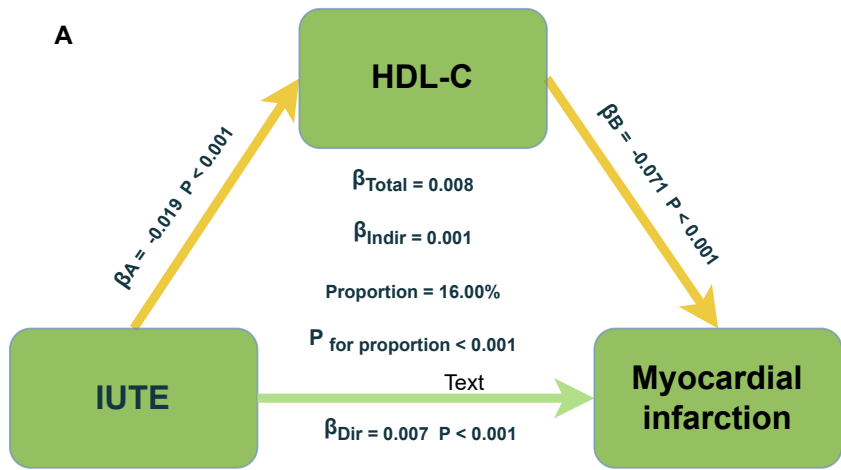 A
HDL-C
βA = -0.019 P < 0.001
βB = -0.071 P < 0.001
βTotal = 0.008
βIndir = 0.001
Proportion = 16.00%
P for proportion < 0.001
IUTE
Text
Myocardial
infarction
βDir = 0.007 P < 0.001